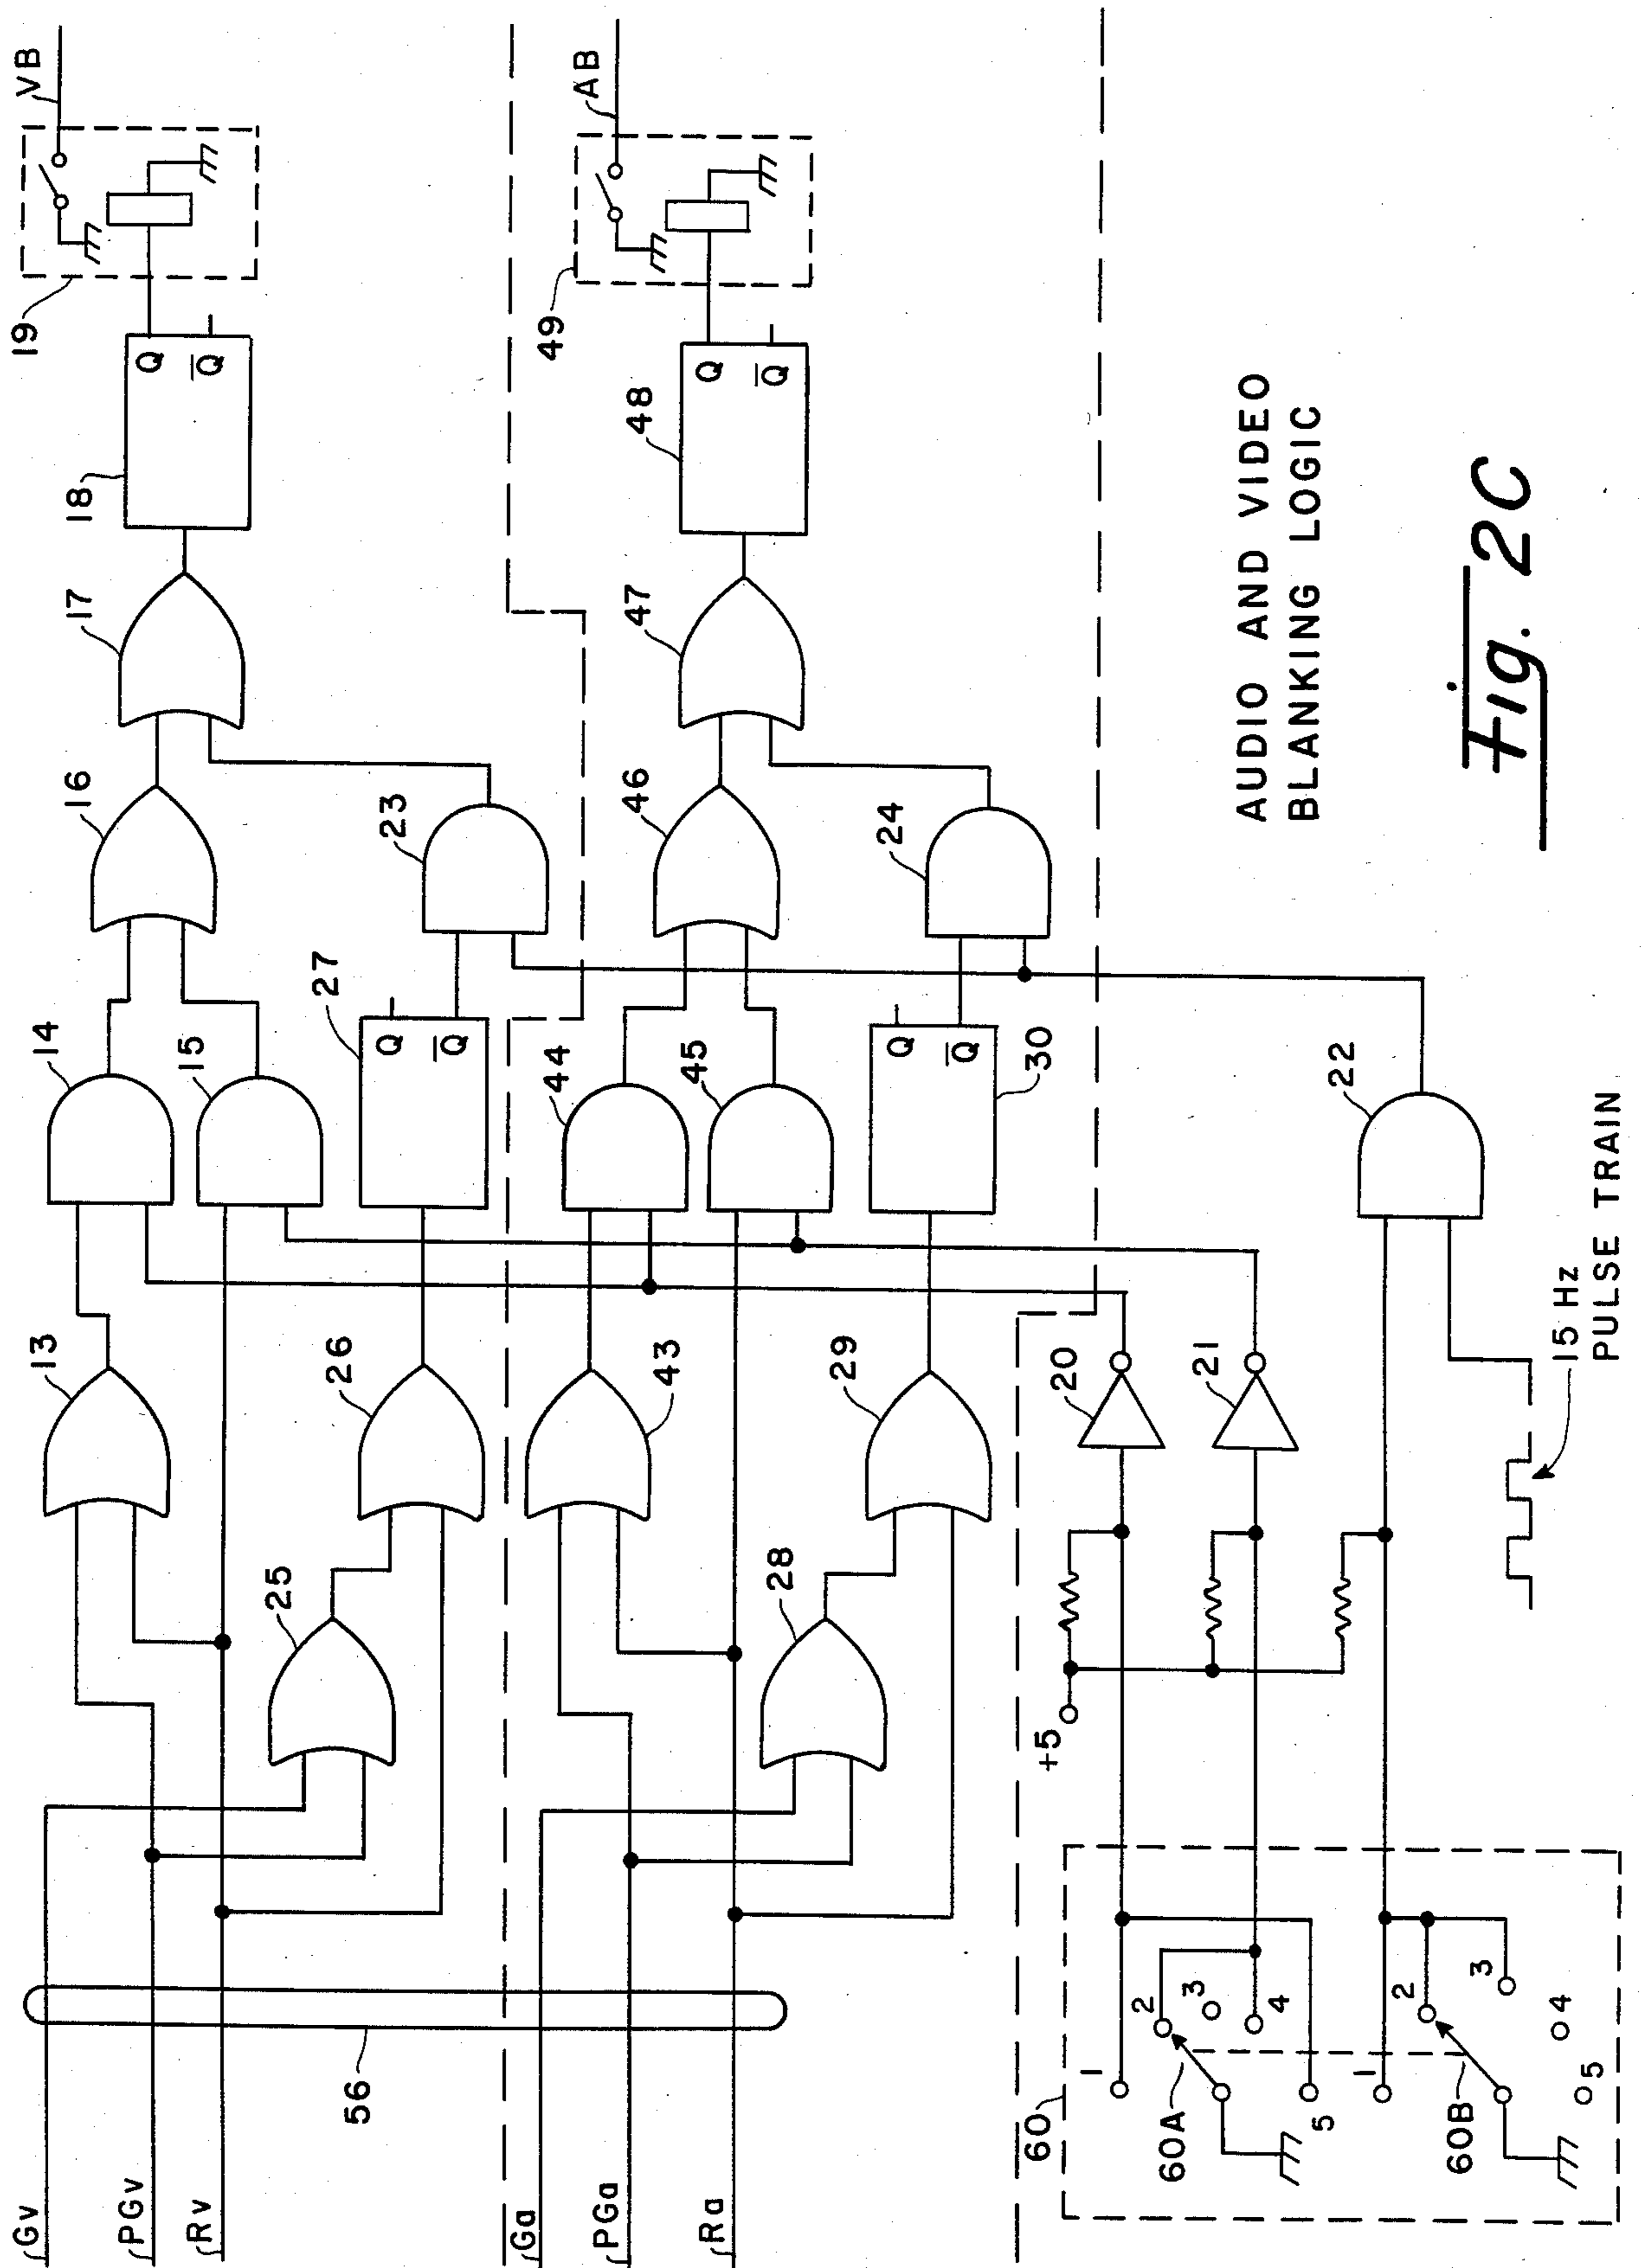 VB
19
Q
Q
18
17
16
14
15
27
Q
Q
23
13
26
25
Gv
PGv
Rv
56
AB
49
Q
Q
48
47
46
44
45
24
Q
Q
30
43
29
28
Ga
PGa
Ra
20
21
22
+5
60
1
2
3
4
5
60A
1
2
3
4
5
60B
15 Hz
PULSE TRAIN
AUDIO AND VIDEO
BLANKING LOGIC
Fig. 2C